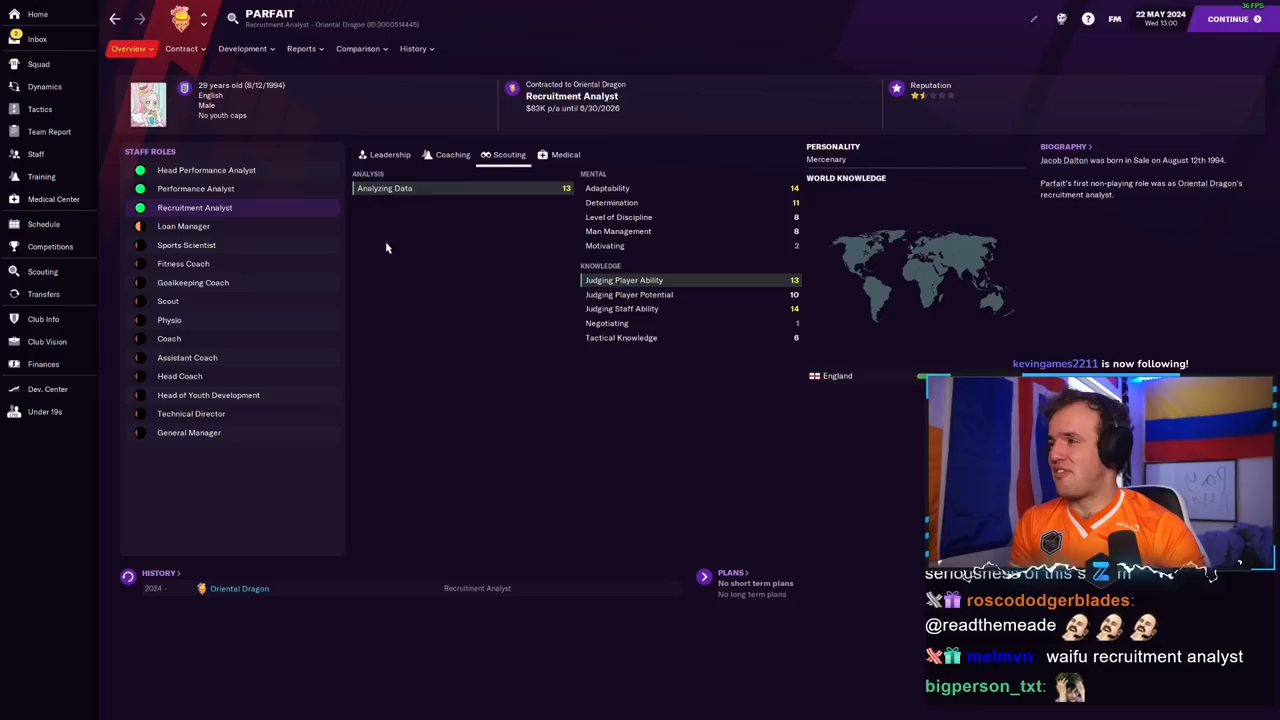 36 FPS
Home
PARFAIT
Recruitment Analyst - Oriental Dragon (ID:2000514445)
FM
22 MAY 2024
Wed 13:00
CONTINUE
2
Inbox
Overview
Contract
Development
Reports
Comparison
History
Squad
Dynamics
Tactics
Team Report
Staff
Training
Medical Center
Schedule
Competitions
Scouting
Transfers
Club Info
Club Vision
Finances
Dev. Center
Under 19s
29 years old (8/12/1994)
English
Male
No youth caps
Contracted to Oriental Dragon
Recruitment Analyst
$83K p/a until 6/30/2026
Reputation
STAFF ROLES
Head Performance Analyst
Performance Analyst
Recruitment Analyst
Loan Manager
Sports Scientist
Fitness Coach
Goalkeeping Coach
Scout
Physio
Coach
Assistant Coach
Head Coach
Head of Youth Development
Technical Director
General Manager
Leadership
Coaching
Scouting
Medical
ANALYSIS
Analyzing Data 13
MENTAL
Adaptability 14
Determination 11
Level of Discipline 8
Man Management 8
Motivating 2
KNOWLEDGE
Judging Player Ability 13
Judging Player Potential 10
Judging Staff Ability 14
Negotiating 1
Tactical Knowledge 6
PERSONALITY
Mercenary
WORLD KNOWLEDGE
England
BIOGRAPHY >
Jacob Dalton was born in Sale on August 12th 1994.
Parfait's first non-playing role was as Oriental Dragon's
recruitment analyst.
HISTORY >
2024 - Oriental Dragon Recruitment Analyst
PLANS >
No short term plans
No long term plans
kevingames2211 is now following!
roscododgerblades:
@readthemeade
melmvn: waifu recruitment analyst
bigperson_txt: